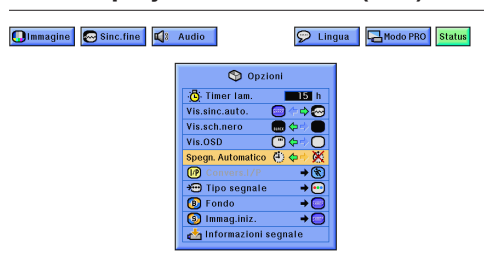 Immagine Sinc.fine Audio Lingua Modo PRO Status
Opzioni
Timer lam. 15 h
Vis.sinc.auto.
Vis.sch.nero
Vis.OSD
Spegn. Automatico
Tipo segnale
Fondo
Immag.iniz.
Informazioni segnale